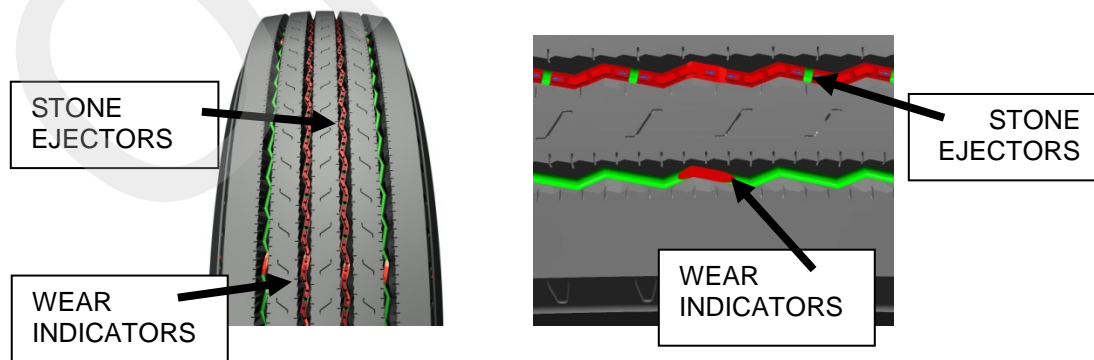 STONE
EJECTORS
WEAR
INDICATORS
STONE
EJECTORS
WEAR
INDICATORS